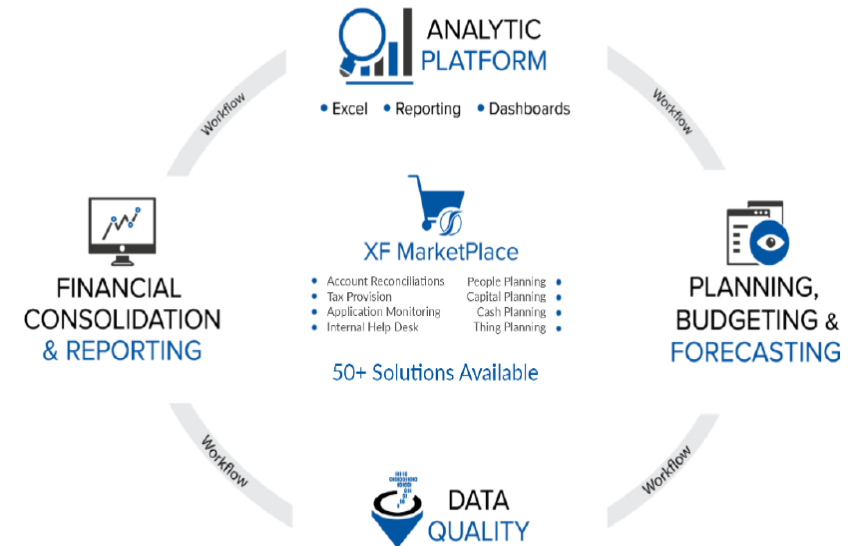 ANALYTIC
PLATFORM
• Excel • Reporting • Dashboards
Workflow
Workflow
XF MarketPlace
• Account Reconciliations
• Tax Provision
• Application Monitoring
• Internal Help Desk
People Planning •
Capital Planning •
Cash Planning •
Thing Planning •
50+ Solutions Available
FINANCIAL
CONSOLIDATION
& REPORTING
PLANNING,
BUDGETING &
FORECASTING
Workflow
Workflow
DATA
QUALITY